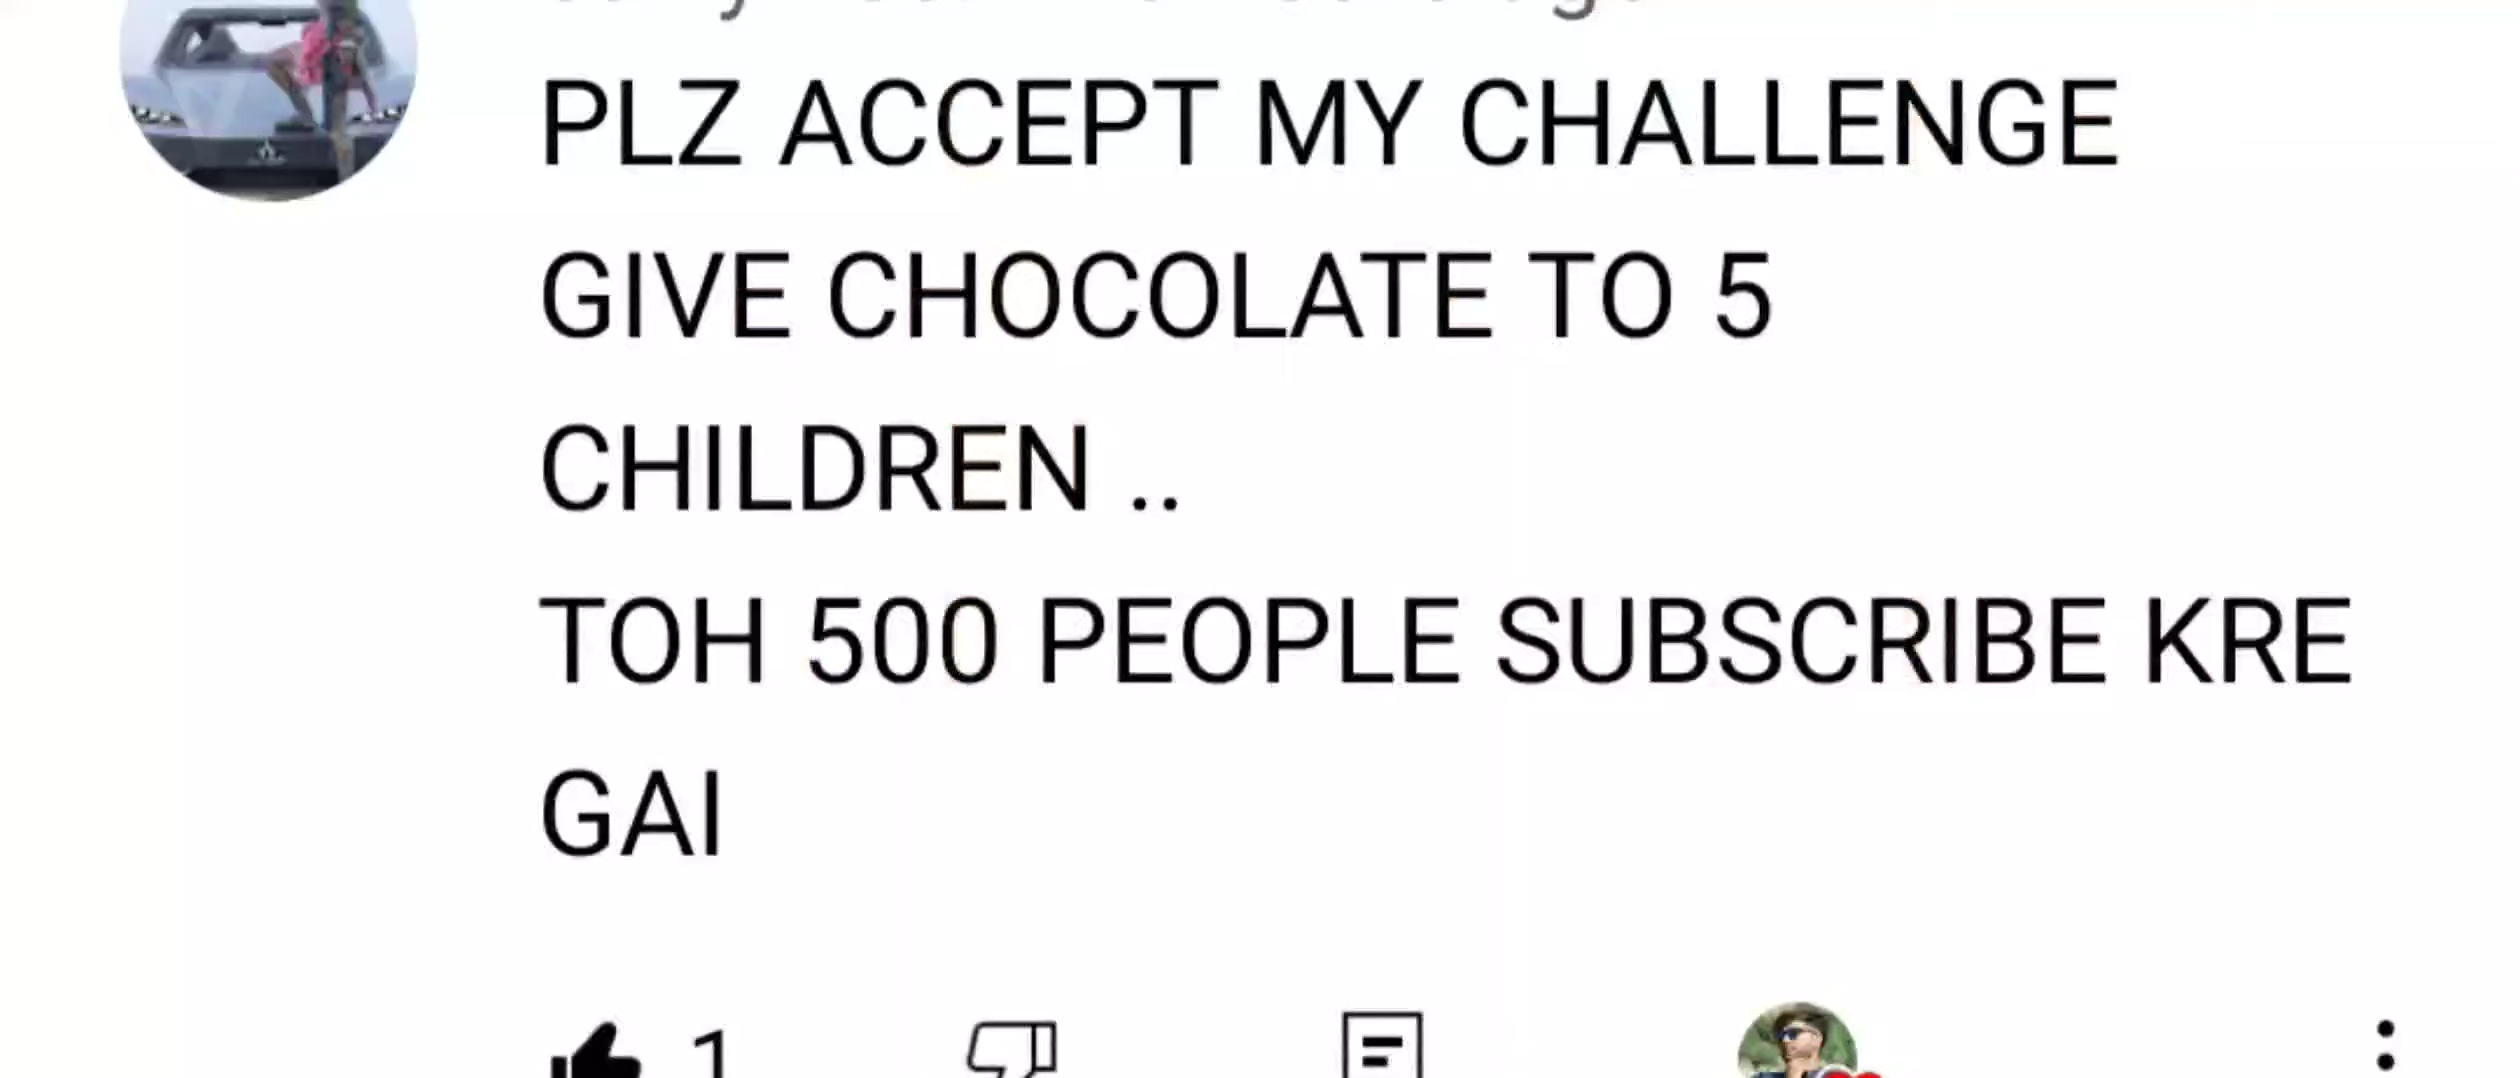 PLZ ACCEPT MY CHALLENGE
GIVE CHOCOLATE TO 5
CHILDREN ..
TOH 500 PEOPLE SUBSCRIBE KRE
GAI
1